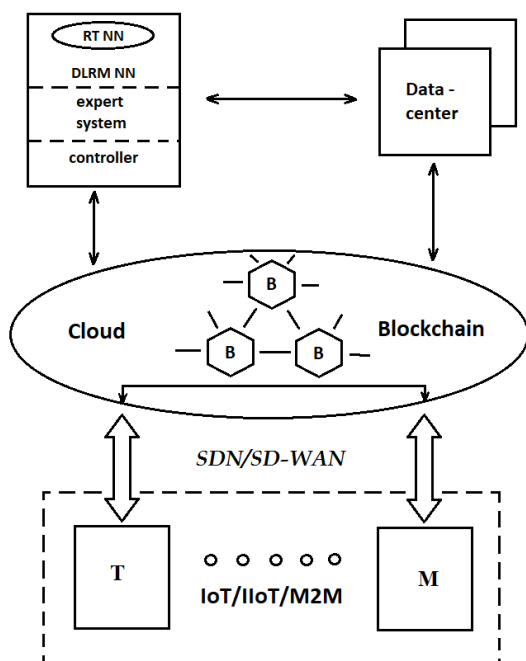 RT NN
DLRM NN
expert
system
controller
Data -
center
B
Cloud
Blockchain
B
B
SDN/SD-WAN
T
M
IoT/IIoT/M2M